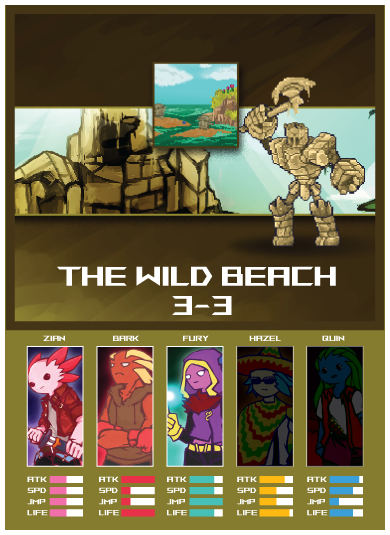 THE WILD BEACH
3-3
ZIAN BARK FURY HAZEL QUIN
ATK ATK ATK ATK ATK
SPD SPD SPD SPD SPD
JMP JMP JMP JMP JMP
LIFE LIFE LIFE LIFE LIFE